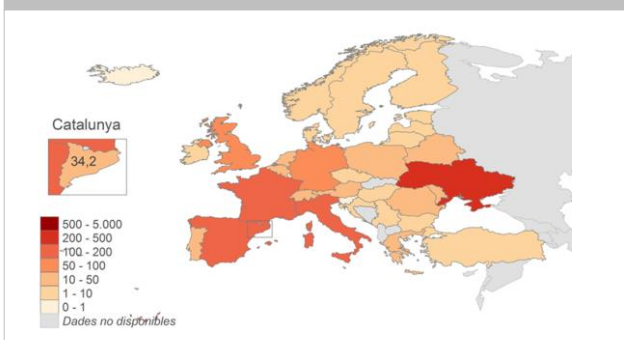 Catalunya
34,2
500 - 5.000
200 - 500
100 - 200
50 - 100
10 - 50
1 - 10
0 - 1
Dades no disponibles